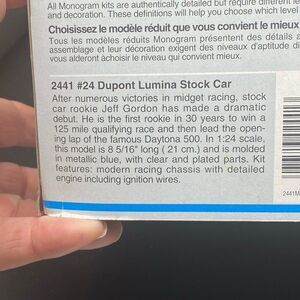 All Monogram kits are authentically detailed but require different le
and decoration. These definitions will help you choose which level
Choisissez le modèle réduit que vous convient le mieux
Tous les modèles réduits Monogram présentent des détails a
assemblage et leur décoration exigent des niveaux d'aptitude di
vous alderont àchoisir le niveau qui convient mieux.
2441 #24 Dupont Lumina Stock Car
After numerous victories in midget racing, stock
car rookie Jeff Gordon has made a dramatic
debut. He is the first rookie in 30 years to win a
125 mile qualifying race and then lead the open-
ing lap of the famous Daytona 500. In 1:24 scale,
this model is 8 5/16" long ( 21 cm.) and is molded
in metallic blue, with clear and plated parts. Kit
features: modern racing chassis with detailed
engine including ignition wires.
2441M